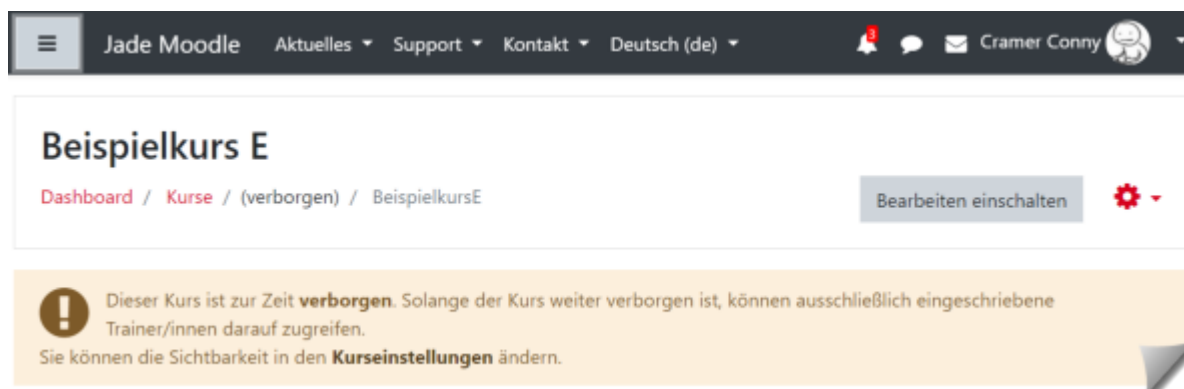 Jade Moodle Aktuelles Support Kontakt Deutsch (de) 3 Cramer Conny
Beispielkurs E
Dashboard / Kurse / (verborgen) / BeispielkursE
Bearbeiten einschalten
Dieser Kurs ist zur Zeit verborgen. Solange der Kurs weiter verborgen ist, können ausschließlich eingeschriebene
Trainer/innen darauf zugreifen.
Sie können die Sichtbarkeit in den Kurseinstellungen ändern.